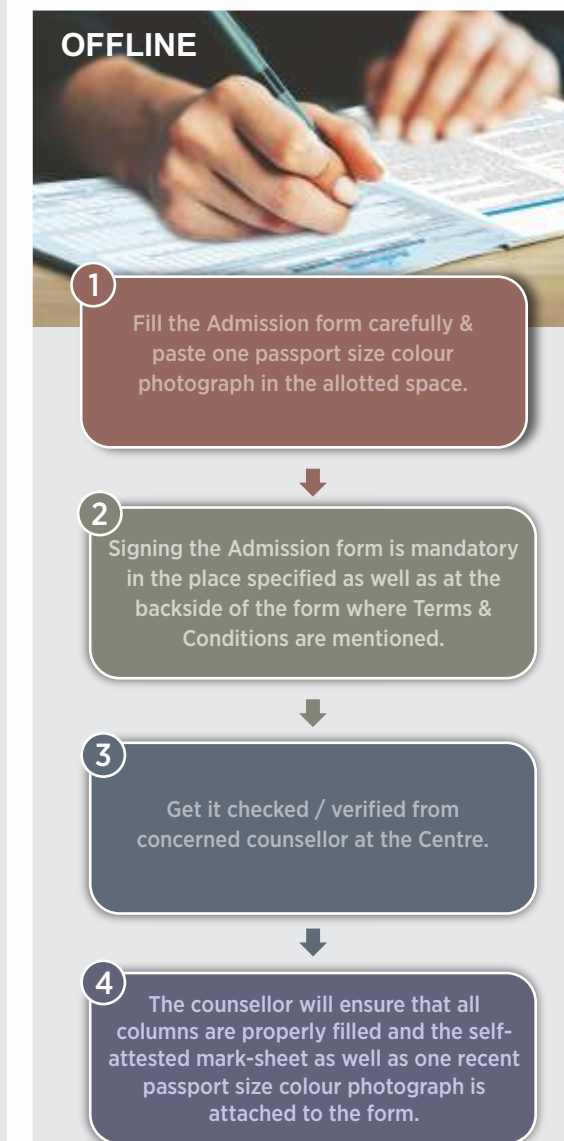 OFFLINE
1
Fill the Admission form carefully &
paste one passport size colour
photograph in the allotted space.
2
Signing the Admission form is mandatory
in the place specified as well as at the
backside of the form where Terms &
Conditions are mentioned.
3
Get it checked / verified from
concerned counsellor at the Centre.
4
The counsellor will ensure that all
columns are properly filled and the self-
attested mark-sheet as well as one recent
passport size colour photograph is
attached to the form.